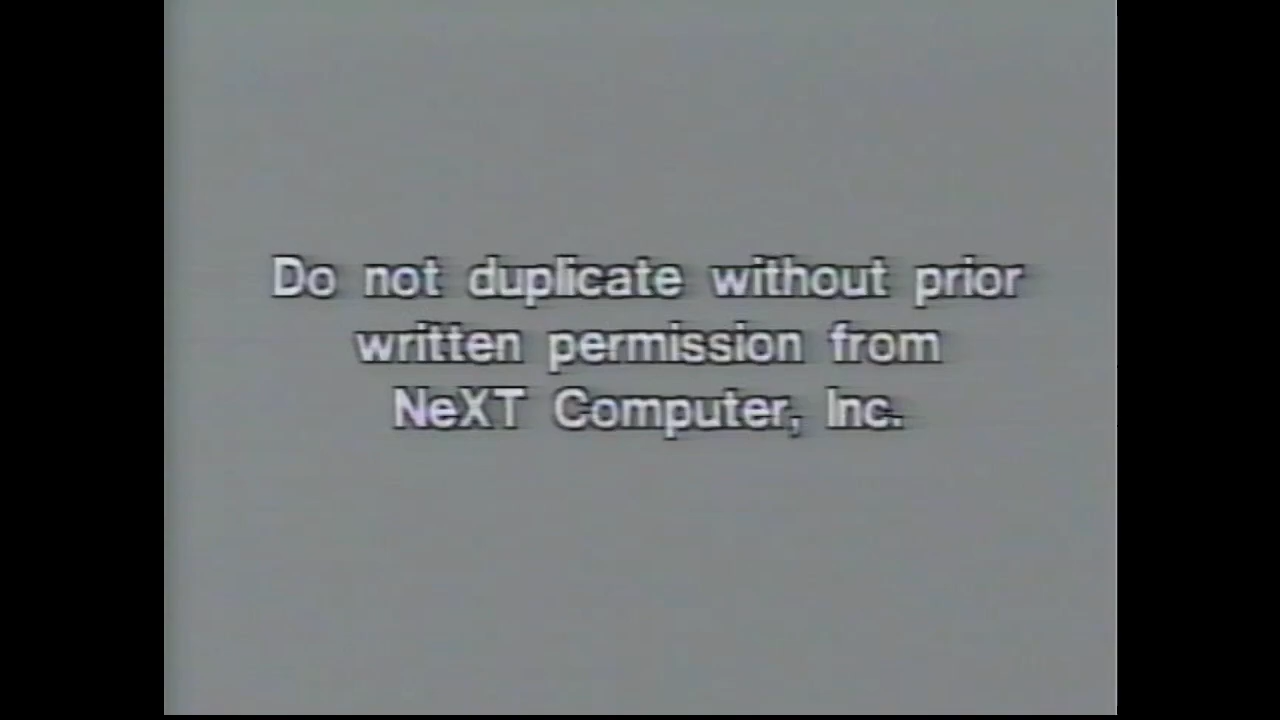 Do not duplicate without prior
written permission from
NeXT Computer, Inc.